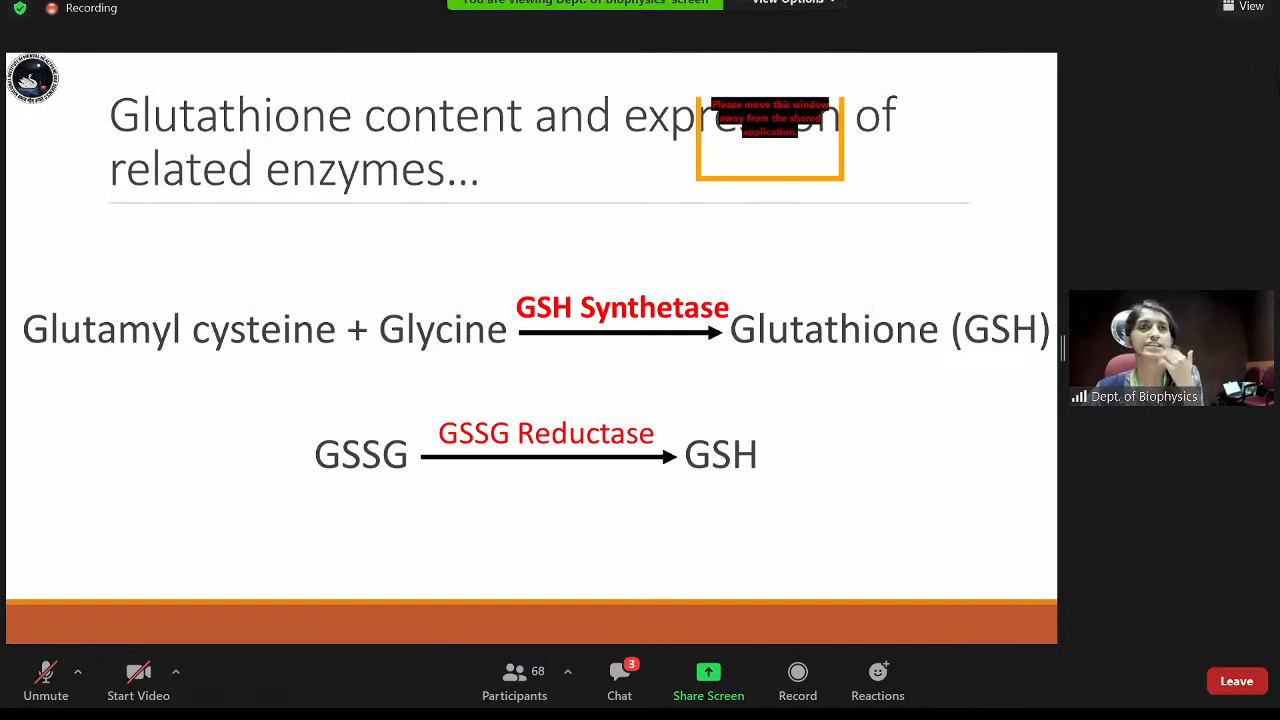 Recording
You are viewing Dept. of Biophysics' screen
View Options
View
Glutathione content and expression of
related enzymes...
Please move this window
away from the shared
application.
GSH Synthetase
Glutamyl cysteine + Glycine
Glutathione (GSH)
GSSG Reductase
GSSG
GSH
Dept. of Biophysics
Unmute
Start Video
68
Participants
3
Chat
Share Screen
Record
Reactions
Leave